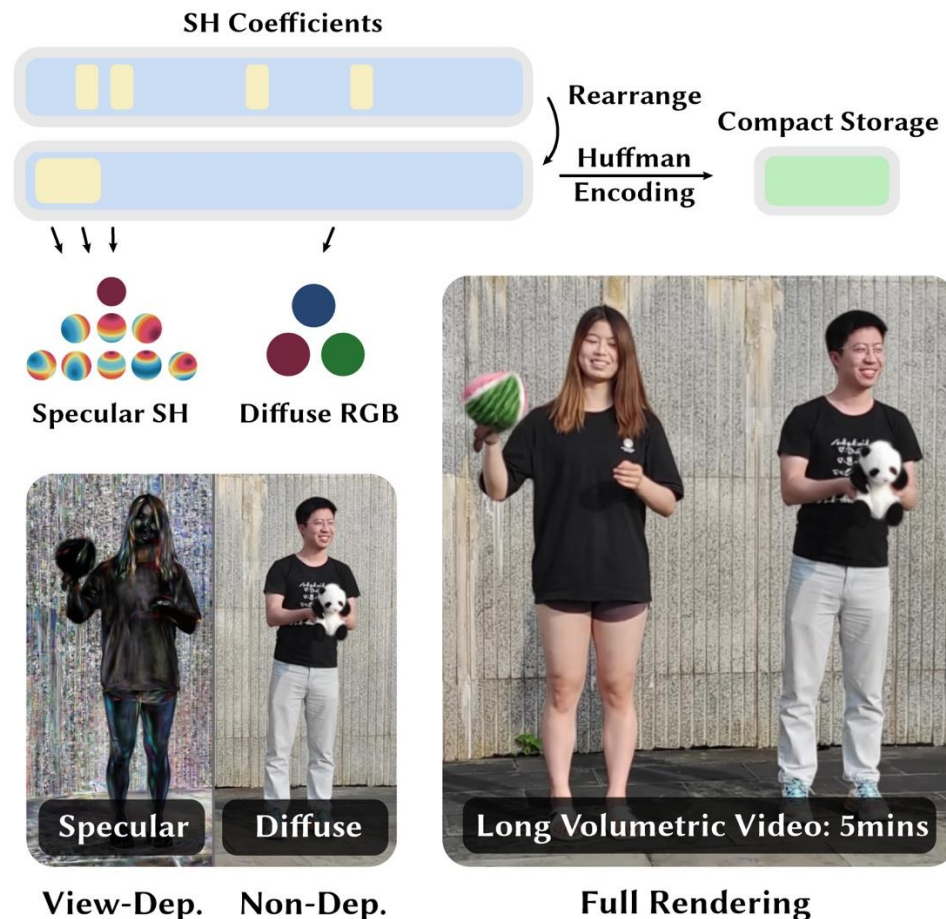 SH Coefficients
Rearrange
Compact Storage
Huffman
Encoding
Specular SH
Diffuse RGB
Specular
Diffuse
Long Volumetric Video: 5mins
View-Dep.
Non-Dep.
Full Rendering